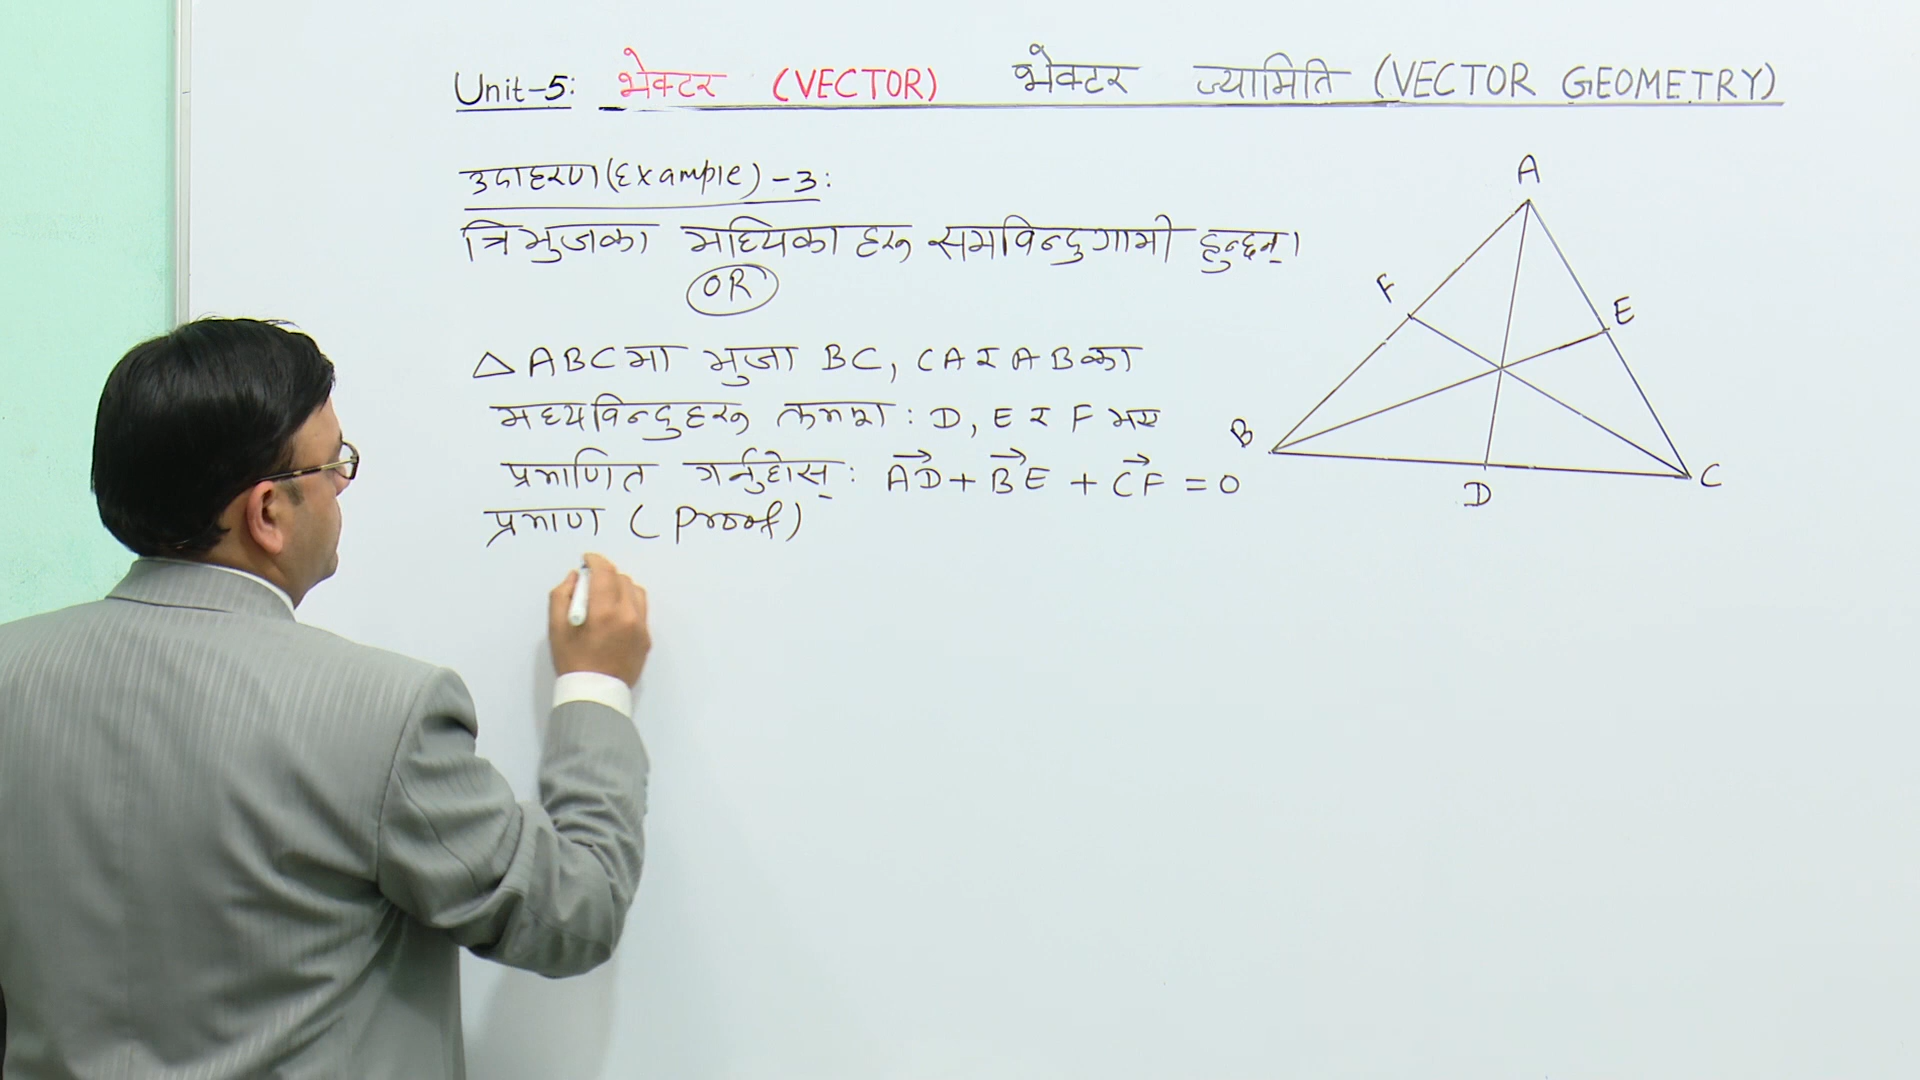 Unit-5: भेक्टर (VECTOR) भेक्टर ज्यामिति (VECTOR GEOMETRY)
उदाहरण (Example) -3:
त्रिभुजका मध्यिकाहरू समविन्दुगामी हुन्छन्।
OR
△ABC मा भुजा BC, CA र AB का
मध्यविन्दुहरू क्रमशः D, E र F भए
प्रमाणित गर्नुहोस्: AD→ + BE→ + CF→ = 0
प्रमाण (Proof)
A
F
E
B
D
C